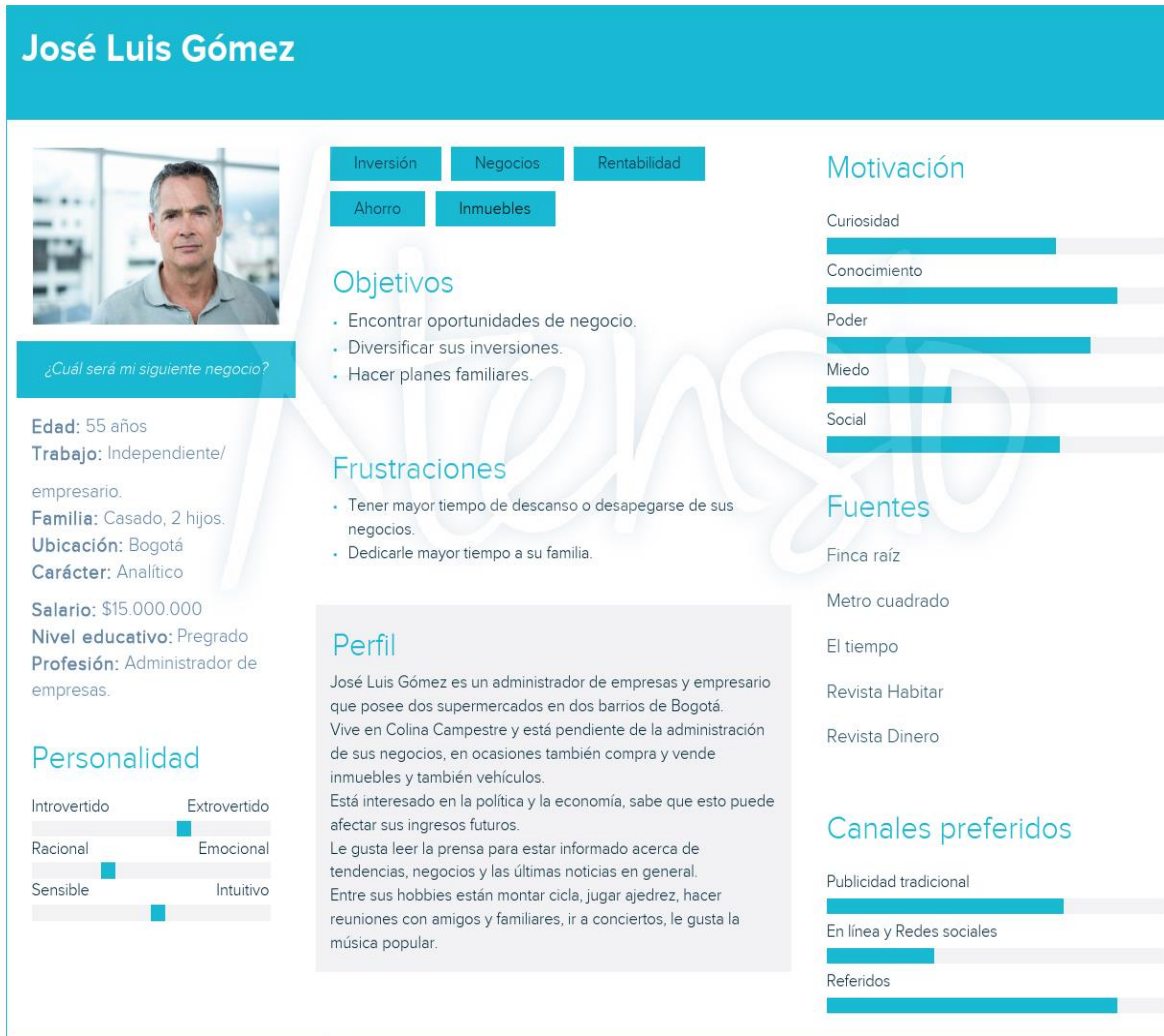 José Luis Gómez
¿Cuál será mi siguiente negocio?
Edad: 55 años
Trabajo: Independiente/
empresario.
Familia: Casado, 2 hijos.
Ubicación: Bogotá
Carácter: Analítico
Salario: $15.000.000
Nivel educativo: Pregrado
Profesión: Administrador de
empresas.
Personalidad
Introvertido Extrovertido
Racional Emocional
Sensible Intuitivo
Inversión Negocios Rentabilidad
Ahorro Inmuebles
Objetivos
• Encontrar oportunidades de negocio.
• Diversificar sus inversiones.
• Hacer planes familiares.
Frustraciones
• Tener mayor tiempo de descanso o desapegarse de sus
negocios.
• Dedicarle mayor tiempo a su familia.
Perfil
José Luis Gómez es un administrador de empresas y empresario
que posee dos supermercados en dos barrios de Bogotá.
Vive en Colina Campestre y está pendiente de la administración
de sus negocios, en ocasiones también compra y vende
inmuebles y también vehículos.
Está interesado en la política y la economía, sabe que esto puede
afectar sus ingresos futuros.
Le gusta leer la prensa para estar informado acerca de
tendencias, negocios y las últimas noticias en general.
Entre sus hobbies están montar cicla, jugar ajedrez, hacer
reuniones con amigos y familiares, ir a conciertos, le gusta la
música popular.
Motivación
Curiosidad
Conocimiento
Poder
Miedo
Social
Fuentes
Finca raíz
Metro cuadrado
El tiempo
Revista Habitar
Revista Dinero
Canales preferidos
Publicidad tradicional
En línea y Redes sociales
Referidos
Xtensio